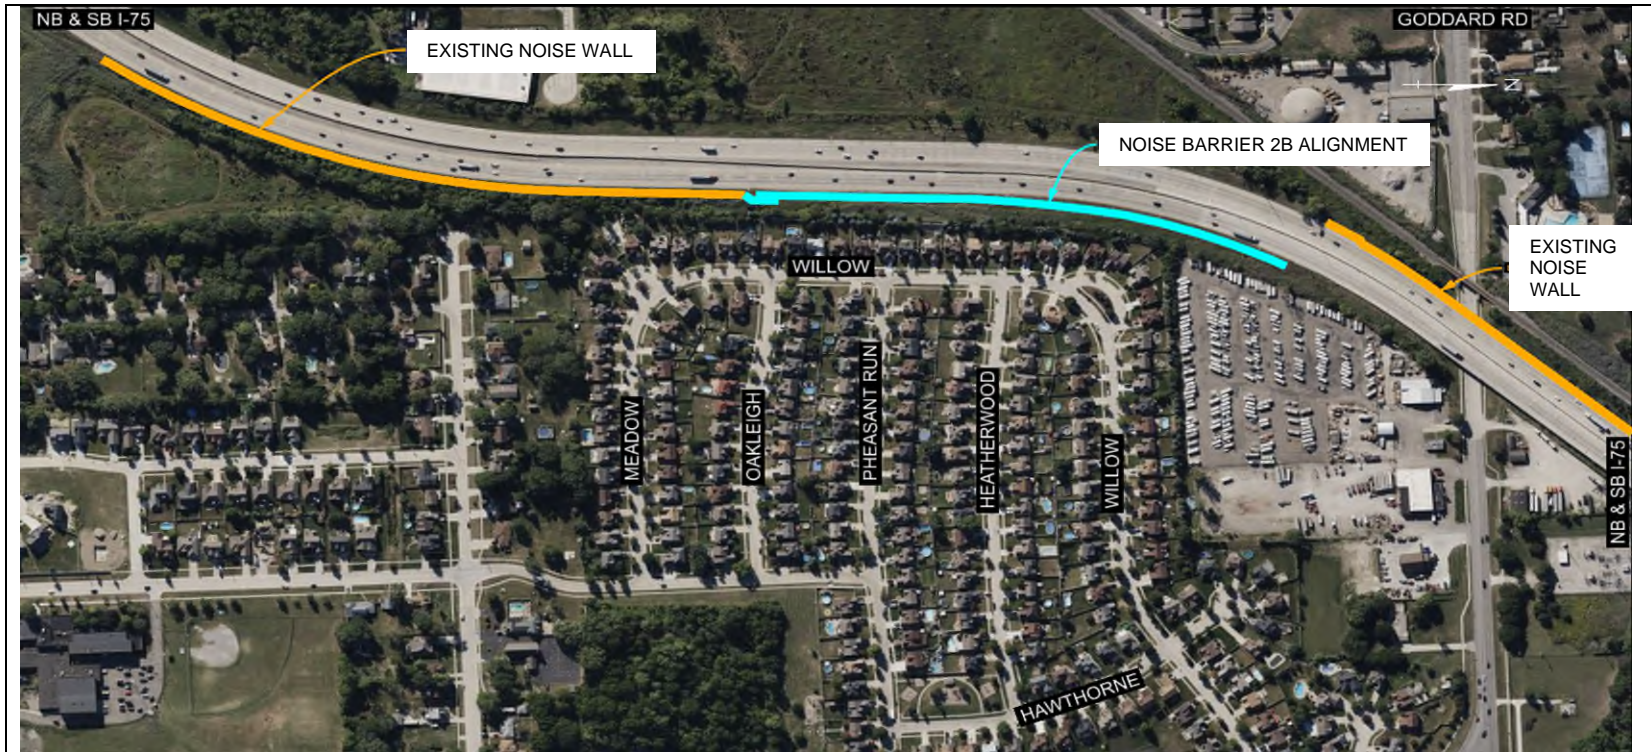 NB & SB I-75
GODDARD RD
EXISTING NOISE WALL
N
NOISE BARRIER 2B ALIGNMENT
EXISTING
NOISE
WALL
WILLOW
MEADOW
OAKLEIGH
PHEASANT RUN
HEATHERWOOD
WILLOW
NB & SB I-75
HAWTHORNE